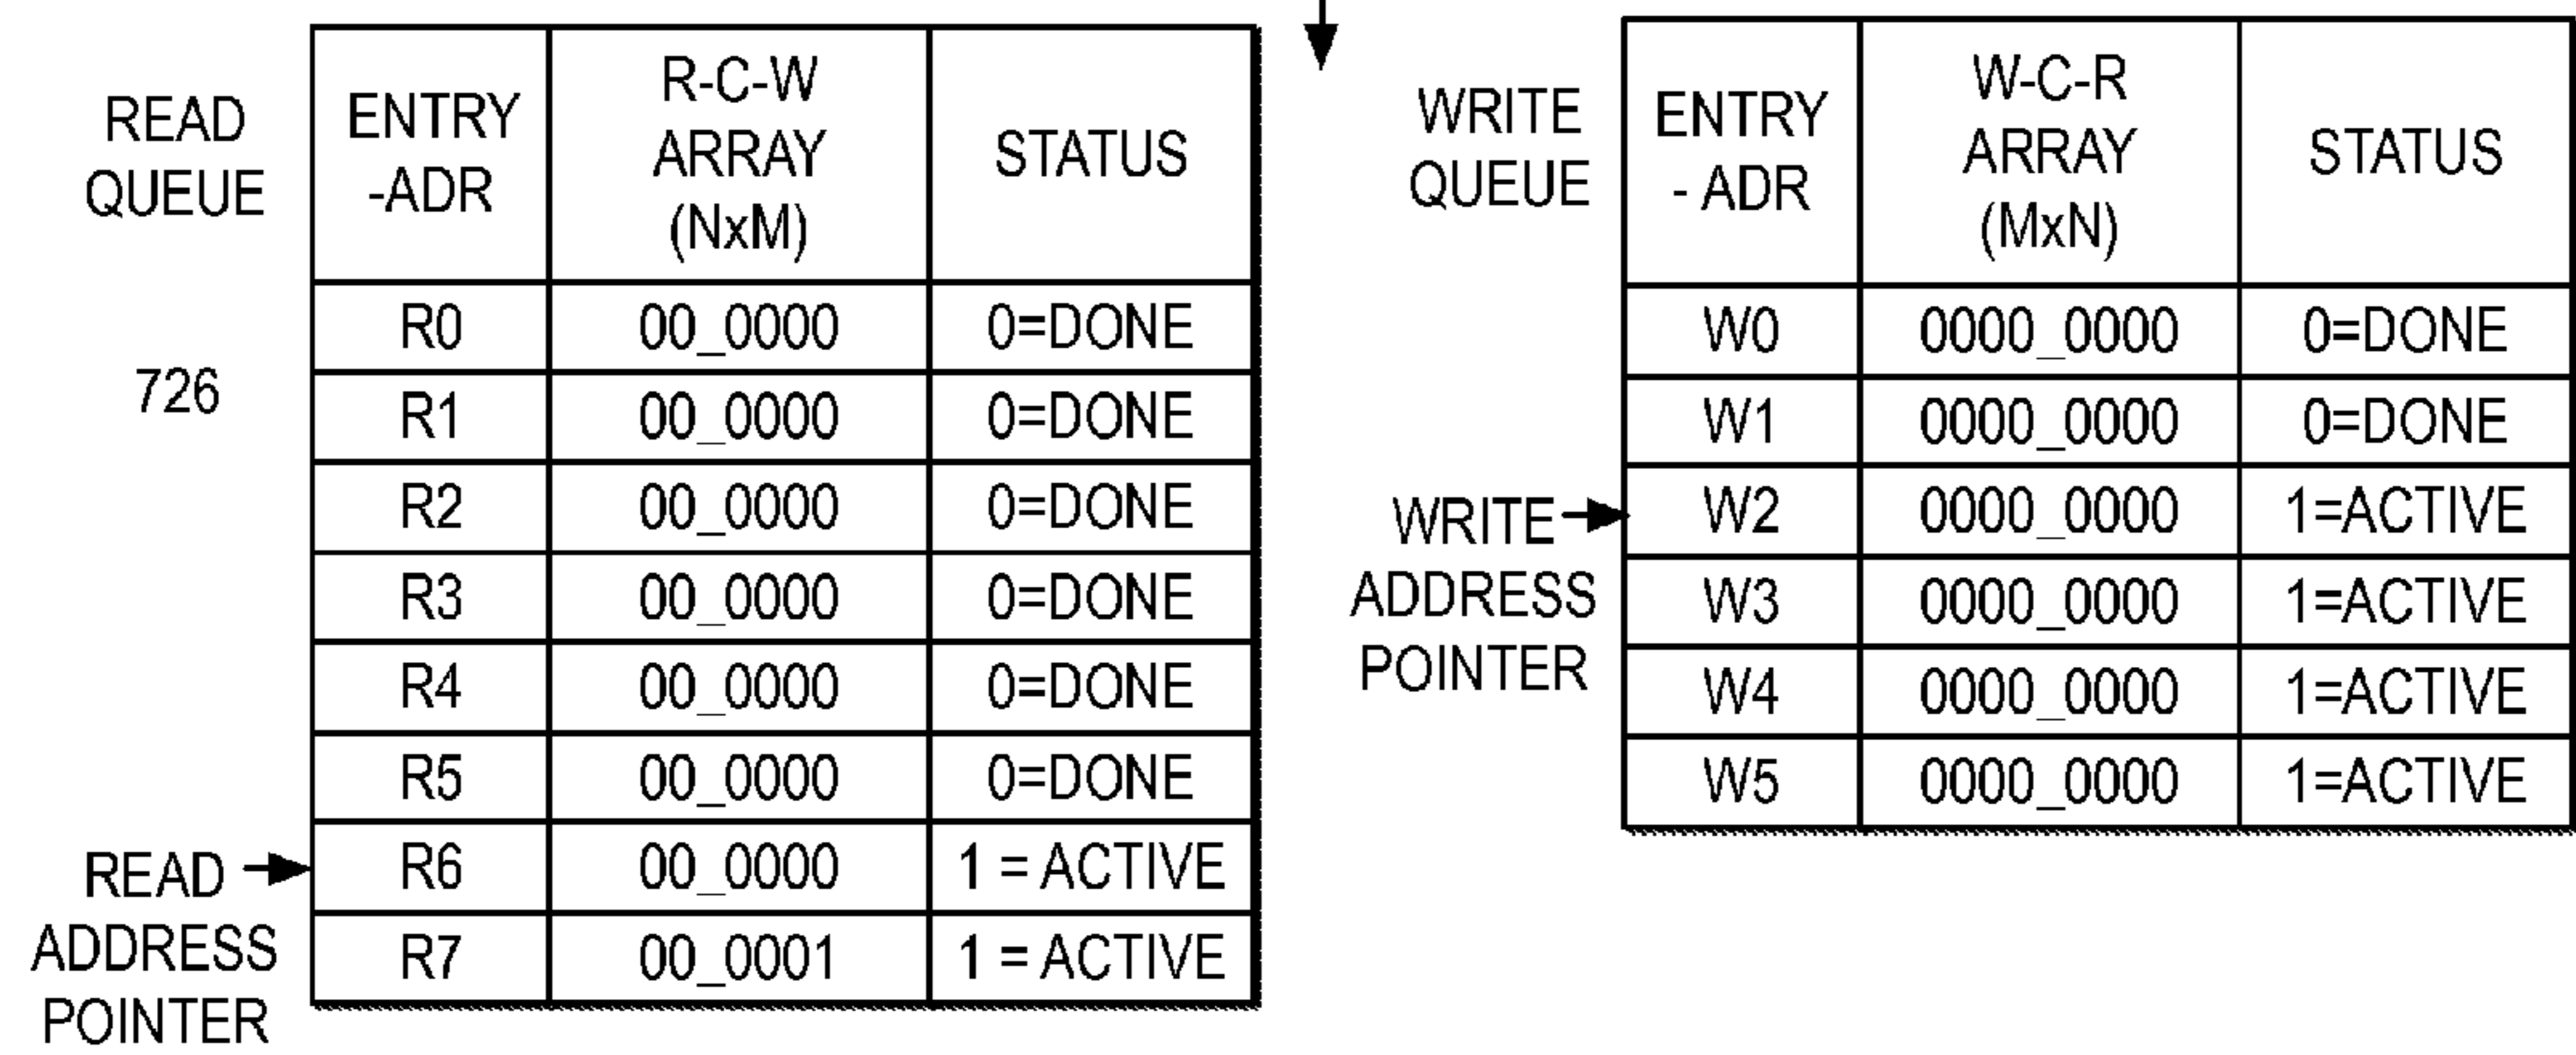 READ
QUEUE
726
READ
ADDRESS
POINTER
ENTRY
-ADR
R-C-W
ARRAY
(NxM)
STATUS
R0 00_0000 0=DONE
R1 00_0000 0=DONE
R2 00_0000 0=DONE
R3 00_0000 0=DONE
R4 00_0000 0=DONE
R5 00_0000 0=DONE
R6 00_0000 1 = ACTIVE
R7 00_0001 1 = ACTIVE
WRITE
QUEUE
WRITE
ADDRESS
POINTER
ENTRY
- ADR
W-C-R
ARRAY
(MxN)
STATUS
W0 0000_0000 0=DONE
W1 0000_0000 0=DONE
W2 0000_0000 1=ACTIVE
W3 0000_0000 1=ACTIVE
W4 0000_0000 1=ACTIVE
W5 0000_0000 1=ACTIVE